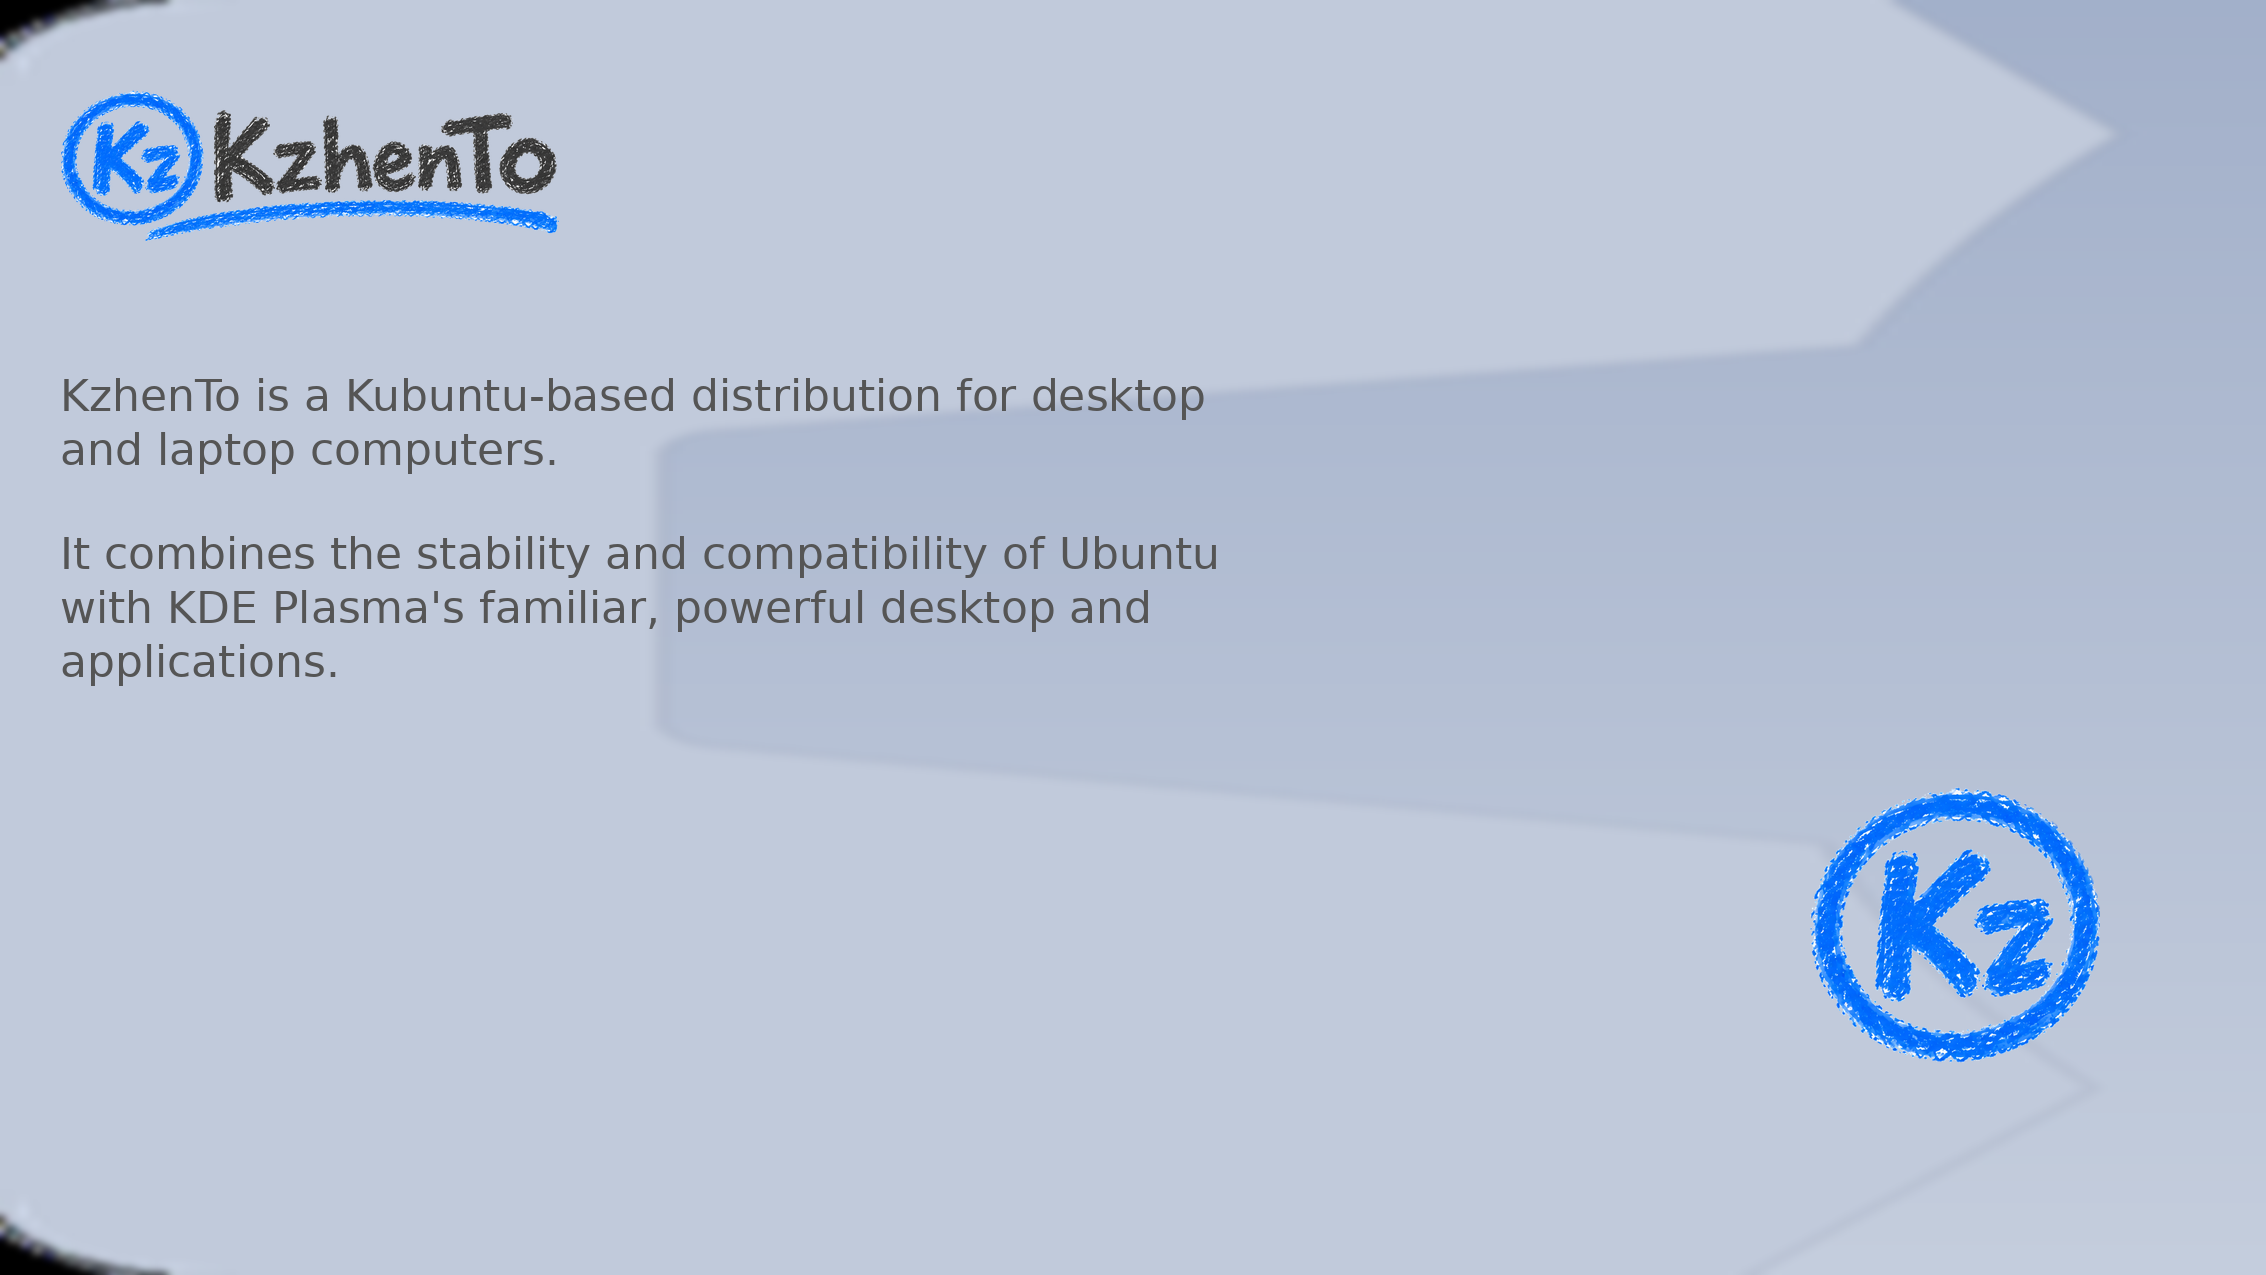 Kz KzhenTo
KzhenTo is a Kubuntu-based distribution for desktop
and laptop computers.
It combines the stability and compatibility of Ubuntu
with KDE Plasma's familiar, powerful desktop and
applications.
Kz